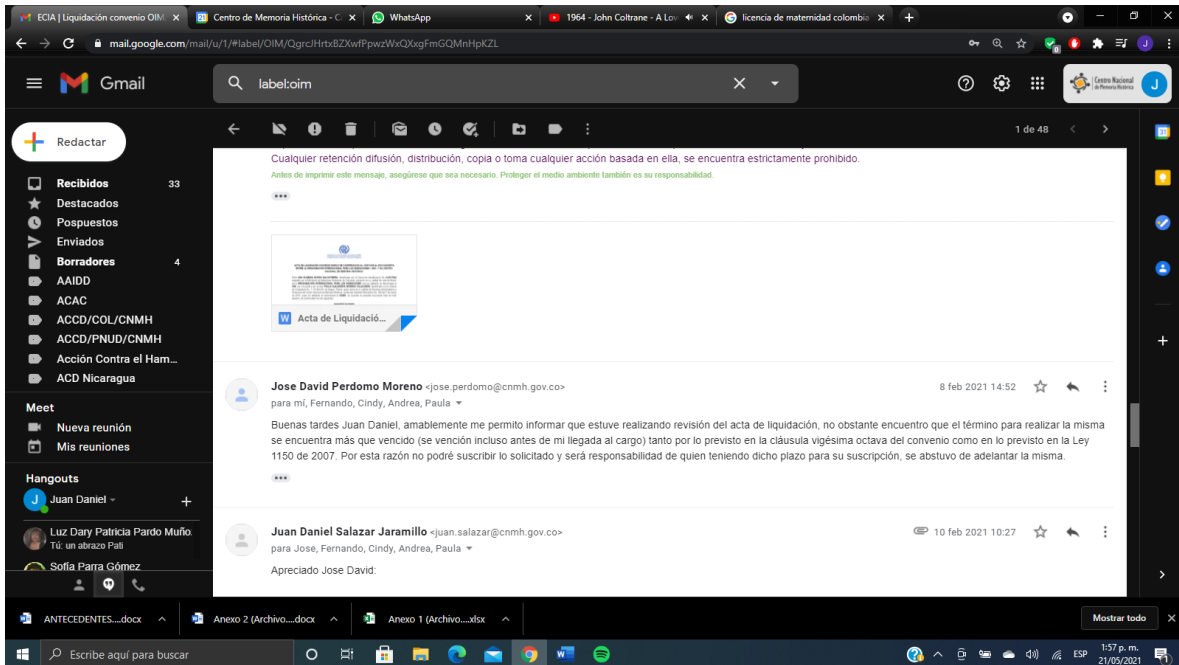 ECIA | Liquidación convenio OIM
Centro de Memoria Histórica - C
WhatsApp
1964 - John Coltrane - A Lov
licencia de maternidad colombia
mail.google.com/mail/u/1/#label/OIM/QgrcJHrtxBZXwfPpwzWxQXxgFmGQMnHpKZL
Gmail
label:oim
Centro Nacional
de Memoria Histórica
J
Redactar
1 de 48
Recibidos 33
Destacados
Pospuestos
Enviados
Borradores 4
AAIDD
ACAC
ACCD/COL/CNMH
ACCD/PNUD/CNMH
Acción Contra el Ham...
ACD Nicaragua
Meet
Nueva reunión
Mis reuniones
Hangouts
J Juan Daniel
Luz Dary Patricia Pardo Muño
Tú: un abrazo Pati
Sofía Parra Gómez
Cualquier retención difusión, distribución, copia o toma cualquier acción basada en ella, se encuentra estrictamente prohibido.
Antes de imprimir este mensaje, asegúrese que sea necesario. Proteger el medio ambiente también es su responsabilidad.
W Acta de Liquidació...
Jose David Perdomo Moreno <jose.perdomo@cnmh.gov.co> 8 feb 2021 14:52
para mí, Fernando, Cindy, Andrea, Paula
Buenas tardes Juan Daniel, amablemente me permito informar que estuve realizando revisión del acta de liquidación, no obstante encuentro que el término para realizar la misma
se encuentra más que vencido (se vención incluso antes de mi llegada al cargo) tanto por lo previsto en la cláusula vigésima octava del convenio como en lo previsto en la Ley
1150 de 2007. Por esta razón no podré suscribir lo solicitado y será responsabilidad de quien teniendo dicho plazo para su suscripción, se abstuvo de adelantar la misma.
Juan Daniel Salazar Jaramillo <juan.salazar@cnmh.gov.co> 10 feb 2021 10:27
para Jose, Fernando, Cindy, Andrea, Paula
Apreciado Jose David:
ANTECEDENTES....docx
Anexo 2 (Archivo....docx
Anexo 1 (Archivo....xlsx
Mostrar todo
Escribe aquí para buscar
ESP
1:57 p. m.
21/05/2021